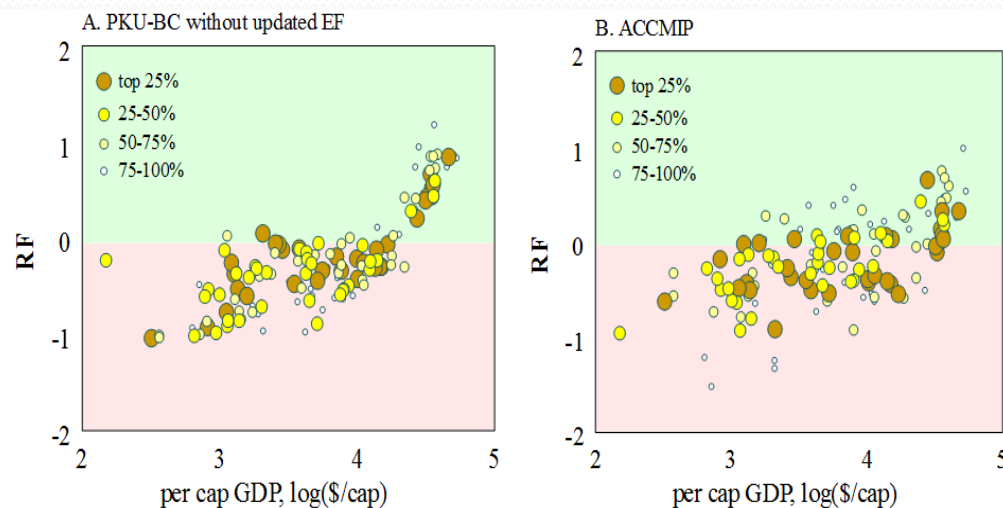 A. PKU-BC without updated EF
2
top 25%
25-50%
50-75%
75-100%
1
0
-1
-2
RF
2 3 4 5
per cap GDP, log($/cap)
B. ACCMIP
2
top 25%
25-50%
50-75%
75-100%
1
0
-1
-2
RF
2 3 4 5
per cap GDP, log($/cap)